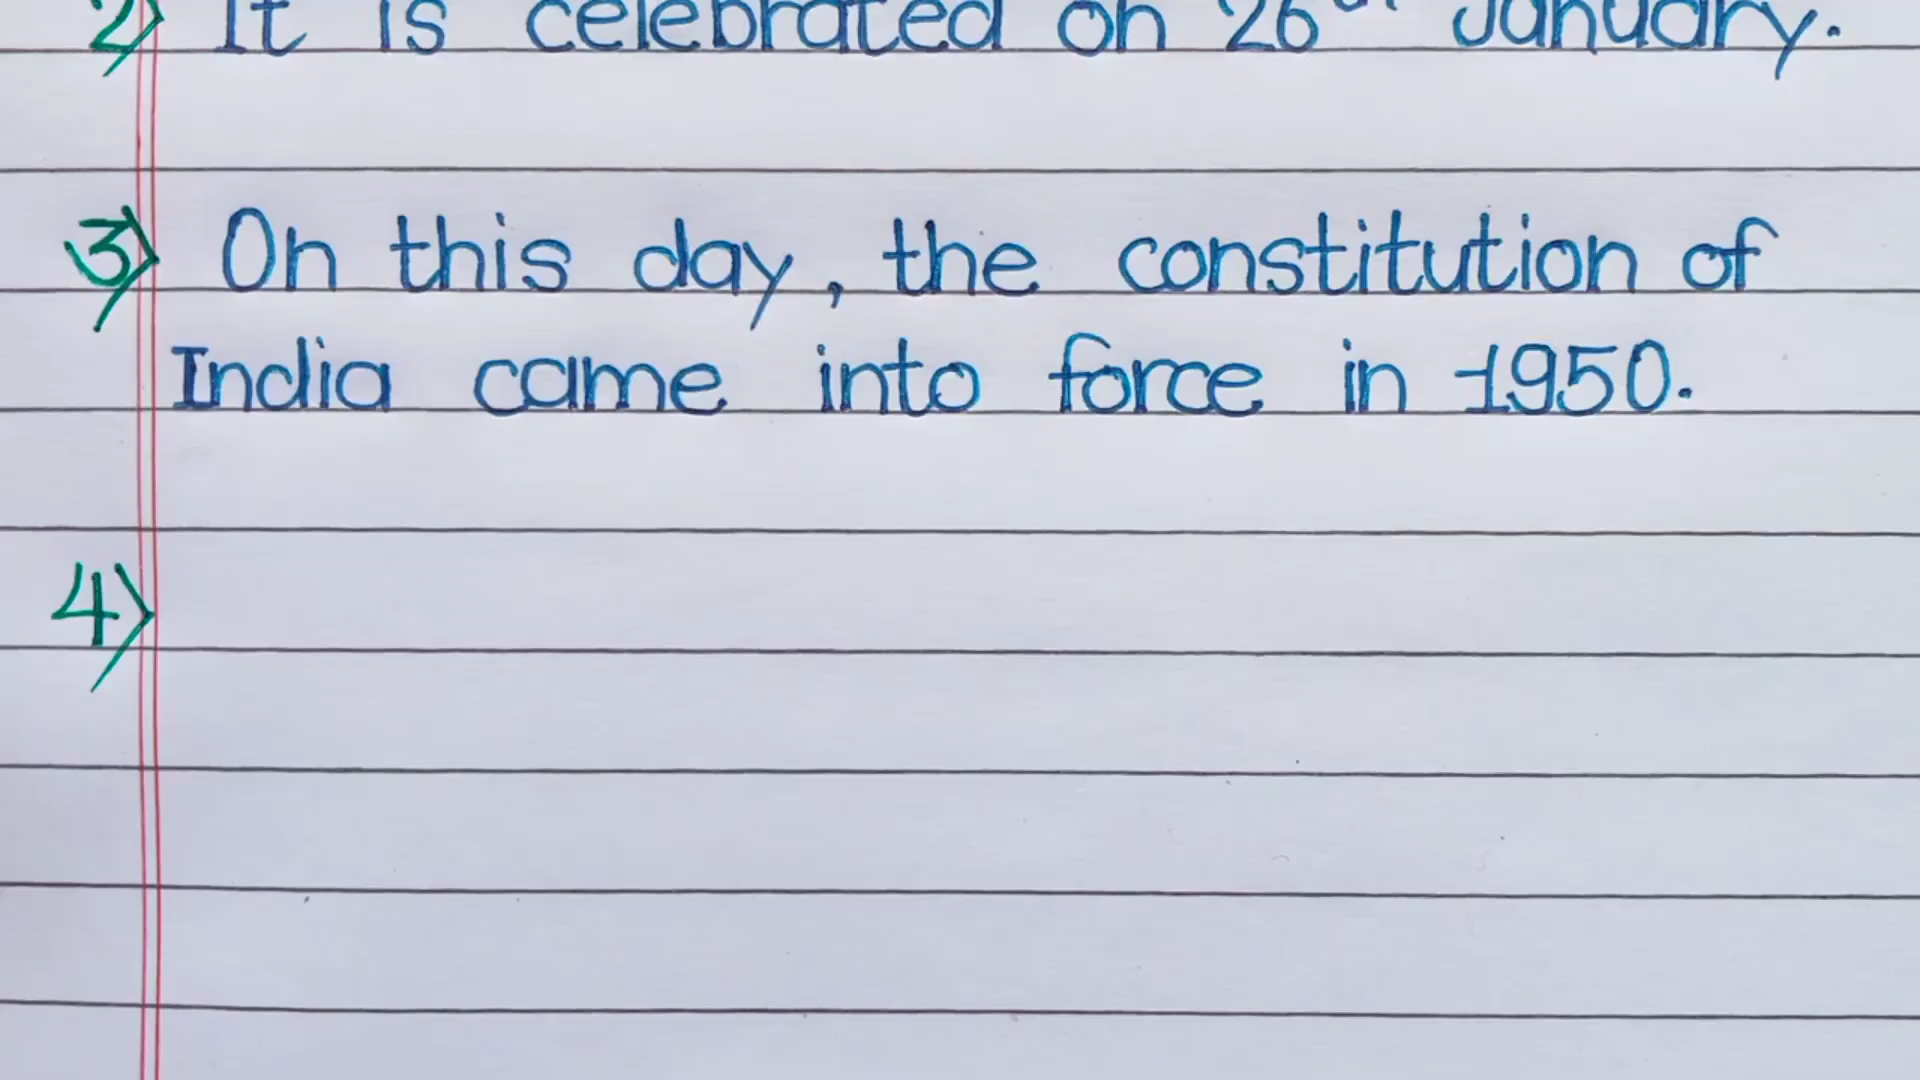 2) It is celebrated on 26th January.
3) On this day, the constitution of
India came into force in 1950.
4)